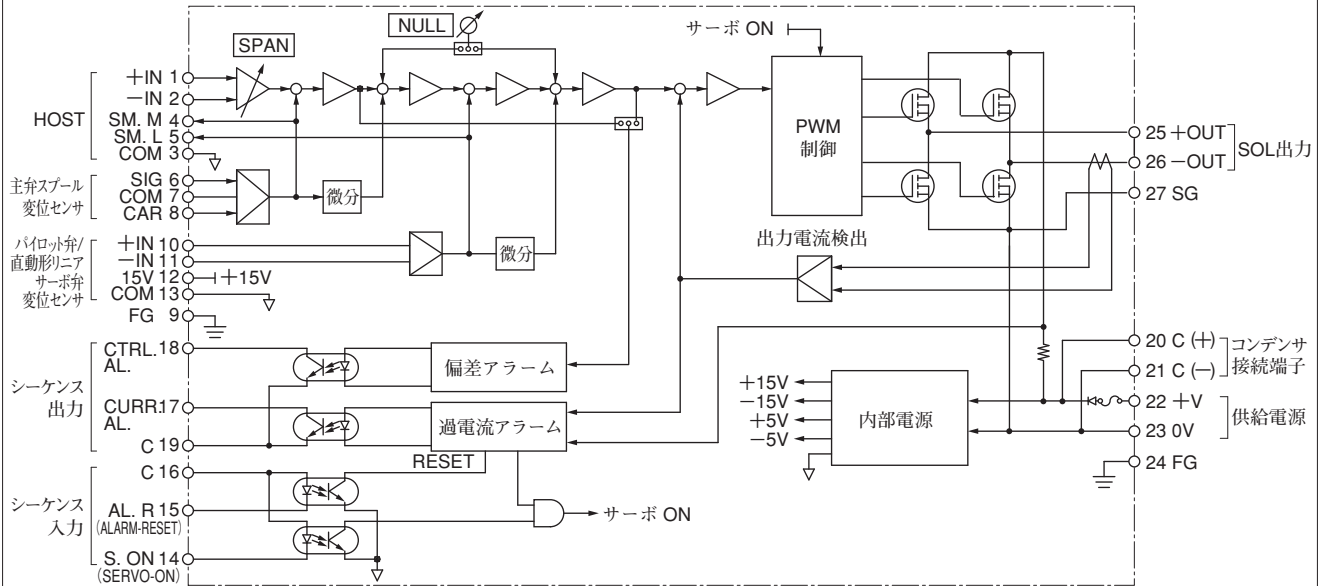 NULL
SPAN
サーボ ON
HOST
+IN 1
-IN 2
SM. M 4
SM. L 5
COM 3
主弁スプール
変位センサ
SIG 6
COM 7
CAR 8
微分
パイロット弁/
直動形リニア
サーボ弁
変位センサ
+IN 10
-IN 11
15V 12
+15V
COM 13
FG 9
微分
PWM
制御
25 +OUT
26 -OUT
SOL出力
27 SG
出力電流検出
シーケンス
出力
CTRL. 18
AL.
CURR. 17
AL.
C 19
偏差アラーム
過電流アラーム
RESET
シーケンス
入力
C 16
AL. R 15
(ALARM-RESET)
S. ON 14
(SERVO-ON)
サーボ ON
+15V
-15V
+5V
-5V
内部電源
20 C (+)
21 C (-)
コンデンサ
接続端子
22 +V
23 0V
供給電源
24 FG